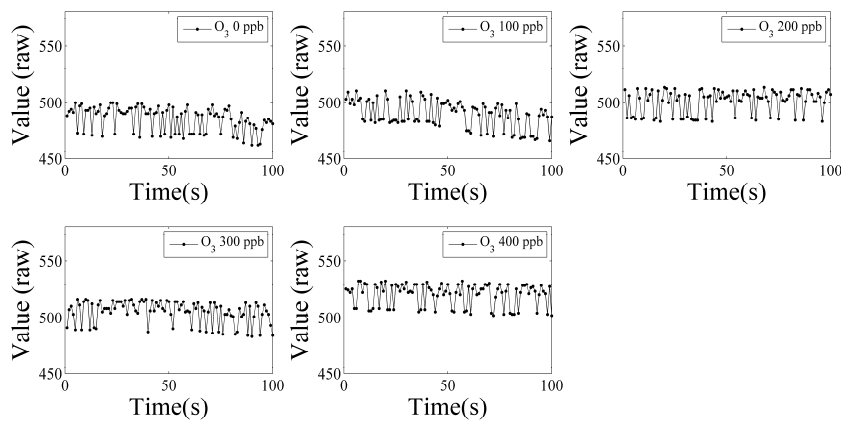 O3 0 ppb
550
500
450
Value (raw)
0 50 100
Time(s)
O3 100 ppb
550
500
450
Value (raw)
0 50 100
Time(s)
O3 200 ppb
550
500
450
Value (raw)
0 50 100
Time(s)
O3 300 ppb
550
500
450
Value (raw)
0 50 100
Time(s)
O3 400 ppb
550
500
450
Value (raw)
0 50 100
Time(s)